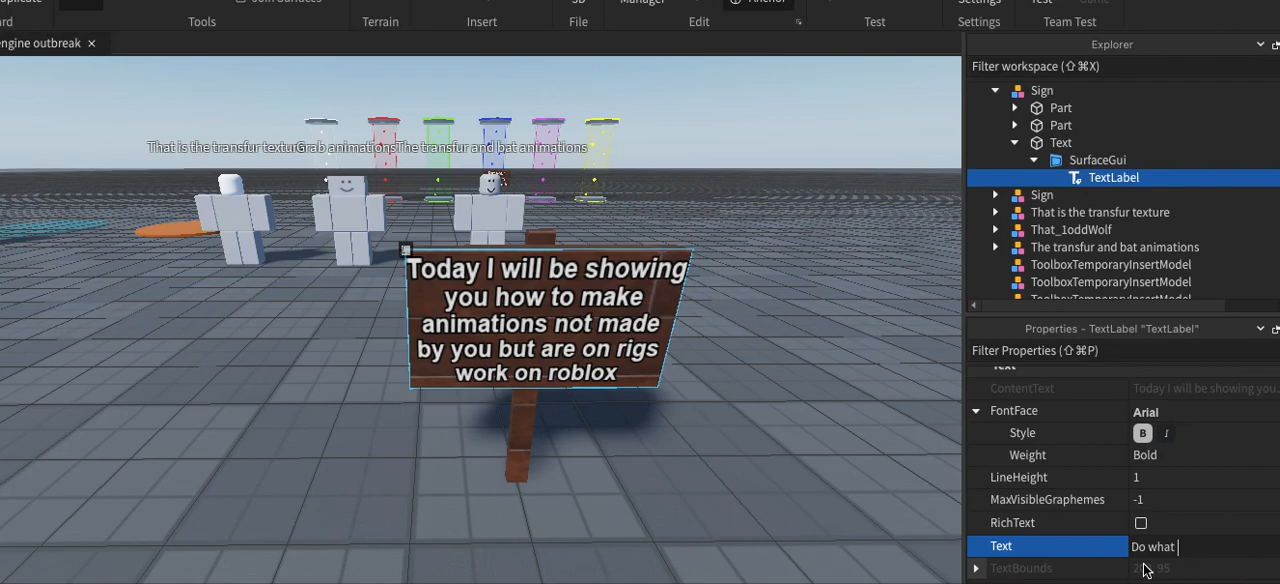 Tools
Terrain
Insert
File
Edit
Test
Settings
Team Test
engine outbreak
Explorer
Filter workspace (⇧⌘X)
Sign
Part
Part
Text
SurfaceGui
TextLabel
Sign
That is the transfur texture
That_1oddWolf
The transfur and bat animations
ToolboxTemporaryInsertModel
ToolboxTemporaryInsertModel
Properties - TextLabel "TextLabel"
Filter Properties (⇧⌘P)
Text
ContentText Today I will be showing you...
FontFace Arial
Style B I
Weight Bold
LineHeight 1
MaxVisibleGraphemes -1
RichText
Text Do what
TextBounds
That is the transfur texture
Grab animations
The transfur and bat animations
Today I will be showing
you how to make
animations not made
by you but are on rigs
work on roblox